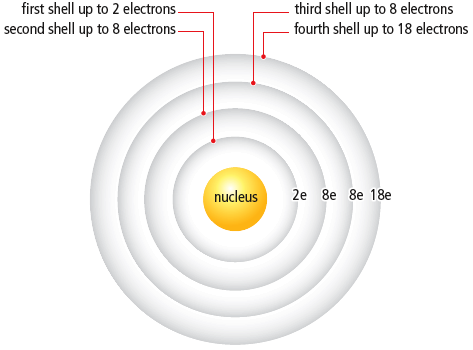 first shell up to 2 electrons
second shell up to 8 electrons
third shell up to 8 electrons
fourth shell up to 18 electrons
nucleus
2e
8e
8e
18e